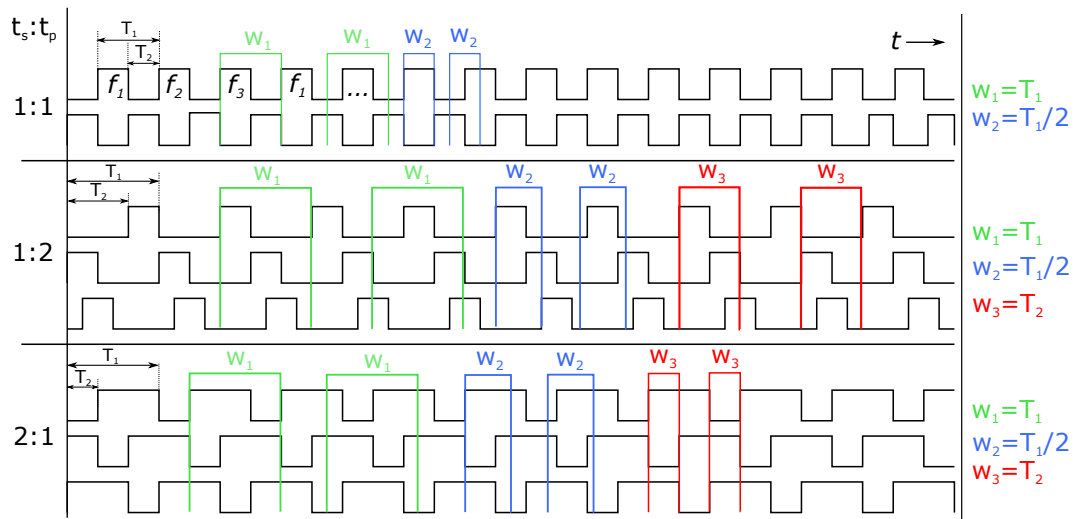 tₛ:tₚ
T₁
T₂
w₁
w₁
w₂
w₂
t
f₁
f₂
f₃
f₁
...
1:1
w₁=T₁
w₂=T₁/2
T₁
T₂
w₁
w₁
w₂
w₂
w₃
w₃
1:2
w₁=T₁
w₂=T₁/2
w₃=T₂
T₁
T₂
w₁
w₁
w₂
w₂
w₃
w₃
2:1
w₁=T₁
w₂=T₁/2
w₃=T₂